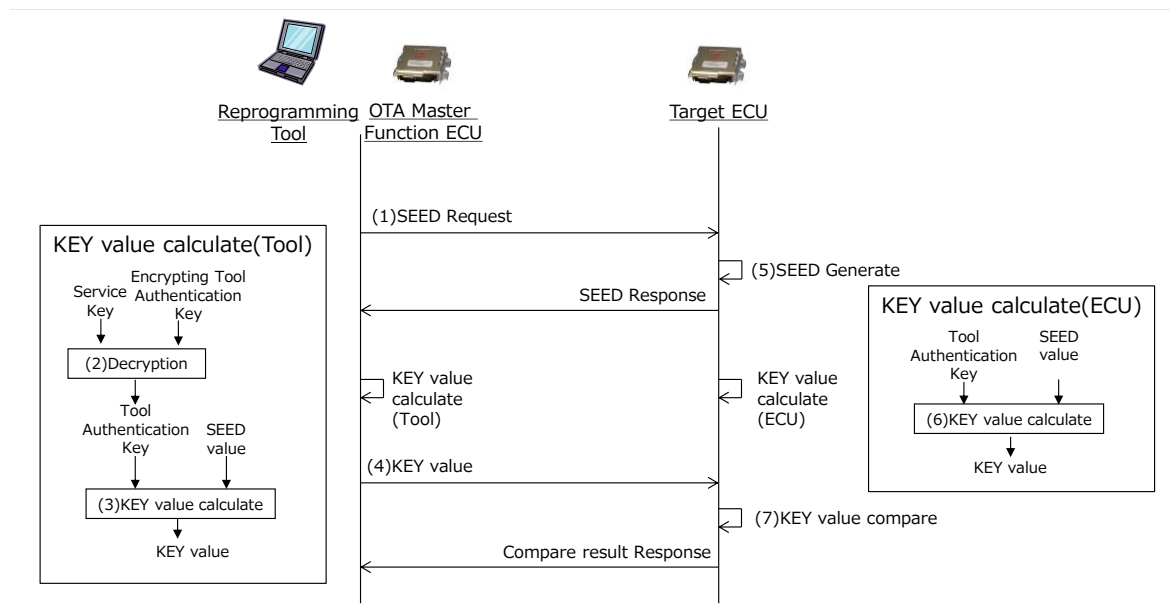 Reprogramming
Tool
OTA Master
Function ECU
Target ECU
(1)SEED Request
(5)SEED Generate
SEED Response
KEY value calculate(Tool)
Service
Key
Encrypting Tool
Authentication
Key
(2)Decryption
Tool
Authentication
Key
SEED
value
(3)KEY value calculate
KEY value
KEY value
calculate
(Tool)
KEY value
calculate
(ECU)
KEY value calculate(ECU)
Tool
Authentication
Key
SEED
value
(6)KEY value calculate
KEY value
(4)KEY value
(7)KEY value compare
Compare result Response